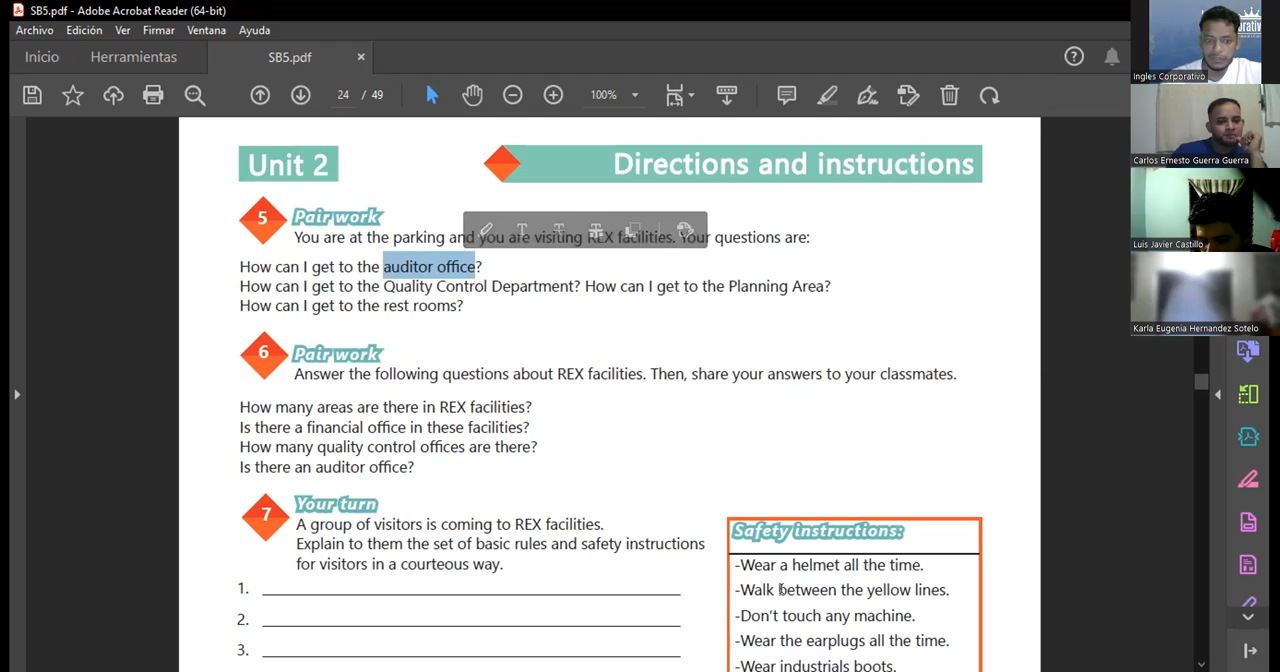 SB5.pdf - Adobe Acrobat Reader (64-bit)
Archivo Edición Ver Firmar Ventana Ayuda
Inicio Herramientas SB5.pdf
24 / 49 100%
Unit 2
Directions and instructions
5 Pair work
You are at the parking and you are visiting REX facilities. Your questions are:
How can I get to the auditor office?
How can I get to the Quality Control Department? How can I get to the Planning Area?
How can I get to the rest rooms?
6 Pair work
Answer the following questions about REX facilities. Then, share your answers to your classmates.
How many areas are there in REX facilities?
Is there a financial office in these facilities?
How many quality control offices are there?
Is there an auditor office?
7 Your turn
A group of visitors is coming to REX facilities.
Explain to them the set of basic rules and safety instructions
for visitors in a courteous way.
1.
2.
3.
Safety instructions:
-Wear a helmet all the time.
-Walk between the yellow lines.
-Don't touch any machine.
-Wear the earplugs all the time.
-Wear industrials boots.
Ingles Corporativo
Carlos Ernesto Guerra Guerra
Luis Javier Castillo
Karla Eugenia Hernandez Sotelo